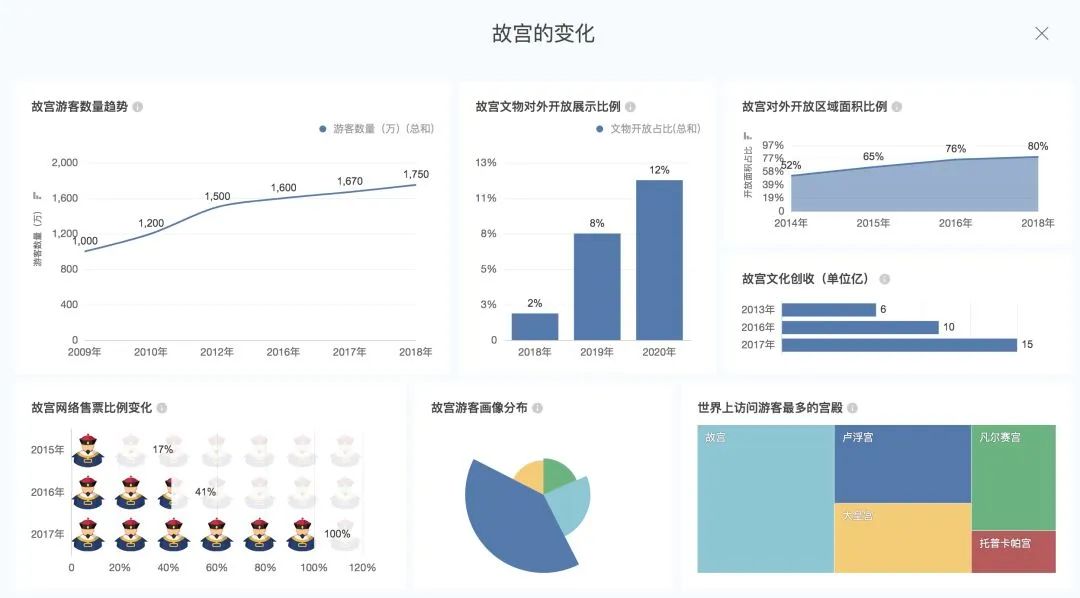 故宫的变化
故宫游客数量趋势
游客数量（万）(总和)
游客数量（万）
2,000
1,600
1,200
800
400
0
1,000
1,200
1,500
1,600
1,670
1,750
2009年 2010年 2012年 2016年 2017年 2018年
故宫文物对外开放展示比例
文物开放占比(总和)
13%
11%
8%
5%
3%
0
2%
8%
12%
2018年 2019年 2020年
故宫对外开放区域面积比例
开放面积占比
97%
77%
58%
39%
19%
0
52%
65%
76%
80%
2014年 2015年 2016年 2018年
故宫文化创收（单位亿）
2013年 6
2016年 10
2017年 15
故宫网络售票比例变化
2015年 17%
2016年 41%
2017年 100%
0 20% 40% 60% 80% 100% 120%
故宫游客画像分布
世界上访问游客最多的宫殿
故宫
卢浮宫
凡尔赛宫
大皇宫
托普卡帕宫